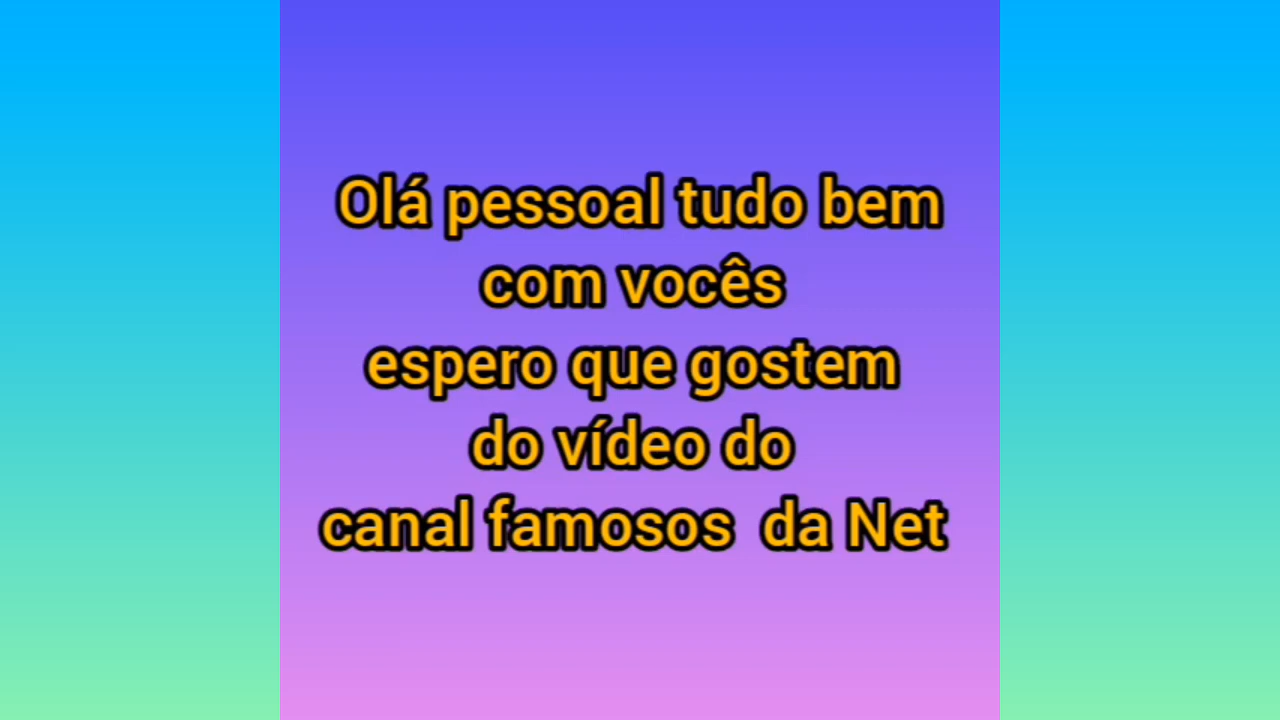 Olá pessoal tudo bem
com vocês
espero que gostem
do vídeo do
canal famosos  da Net